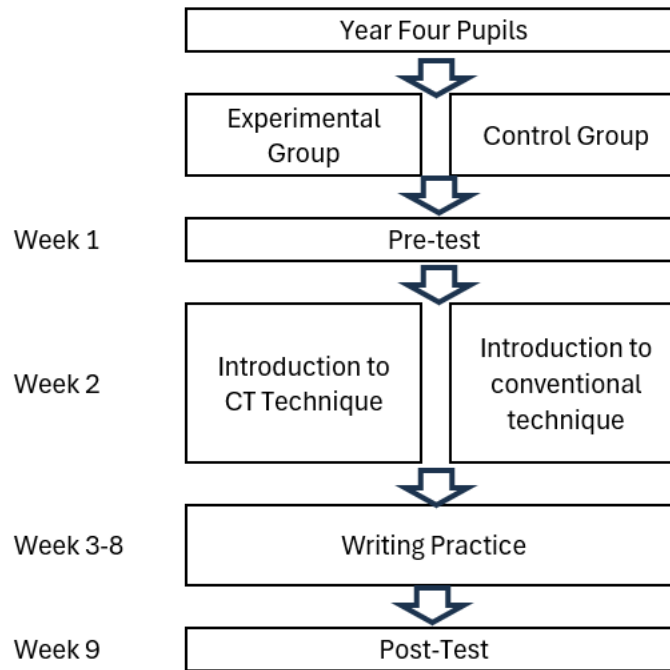 Year Four Pupils
Experimental
Group
Control Group
Week 1
Pre-test
Week 2
Introduction to
CT Technique
Introduction to
conventional
technique
Week 3-8
Writing Practice
Week 9
Post-Test